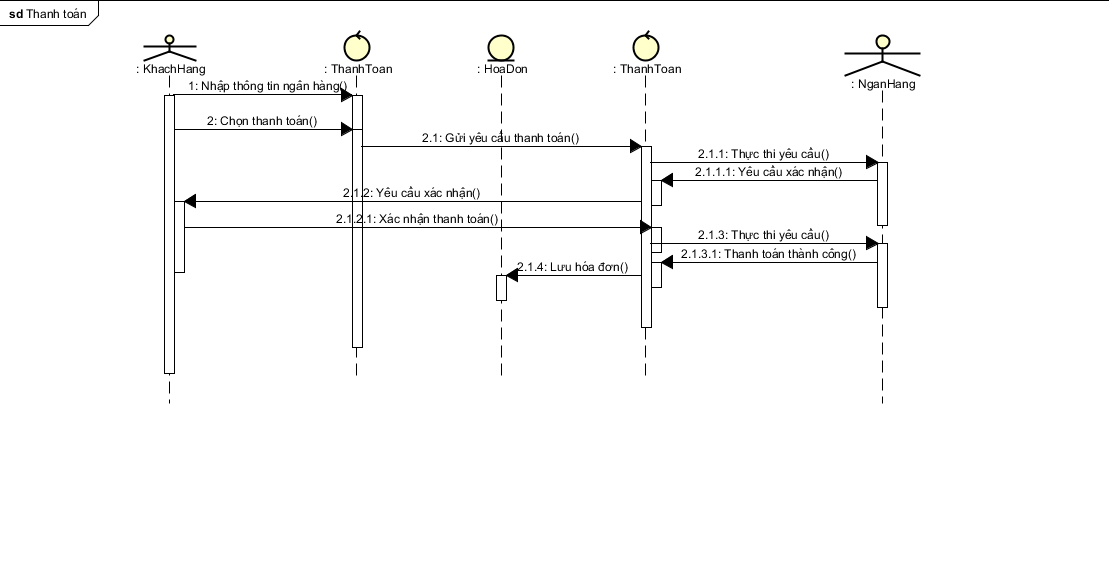 sd Thanh toán
: KhachHang
: ThanhToan
: HoaDon
: ThanhToan
: NganHang
1: Nhập thông tin ngân hàng()
2: Chọn thanh toán()
2.1: Gửi yêu cầu thanh toán()
2.1.1: Thực thi yêu cầu()
2.1.1.1: Yêu cầu xác nhận()
2.1.2: Yêu cầu xác nhận()
2.1.2.1: Xác nhận thanh toán()
2.1.3: Thực thi yêu cầu()
2.1.3.1: Thanh toán thành công()
2.1.4: Lưu hóa đơn()